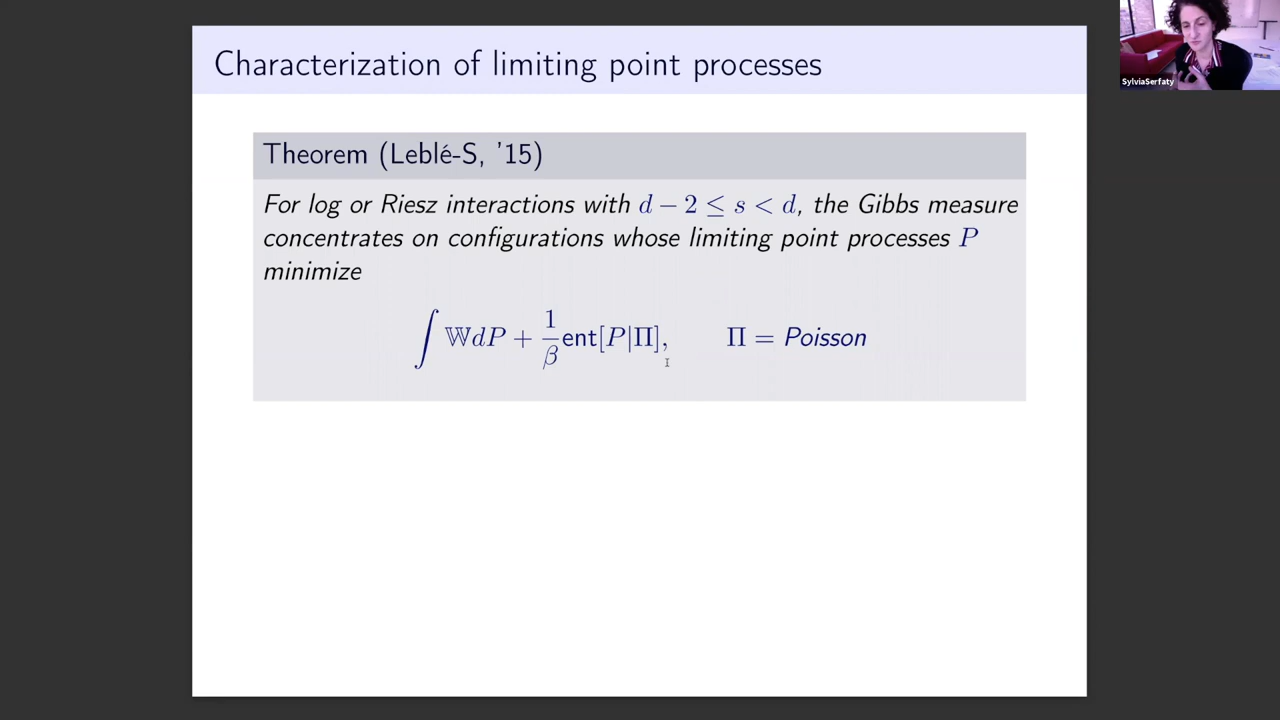 Characterization of limiting point processes
SylviaSerfaty
Theorem (Leblé-S, '15)
For log or Riesz interactions with d − 2 ≤ s < d, the Gibbs measure
concentrates on configurations whose limiting point processes P
minimize
∫ 𝕎dP + 1/β ent[P|Π], Π = Poisson